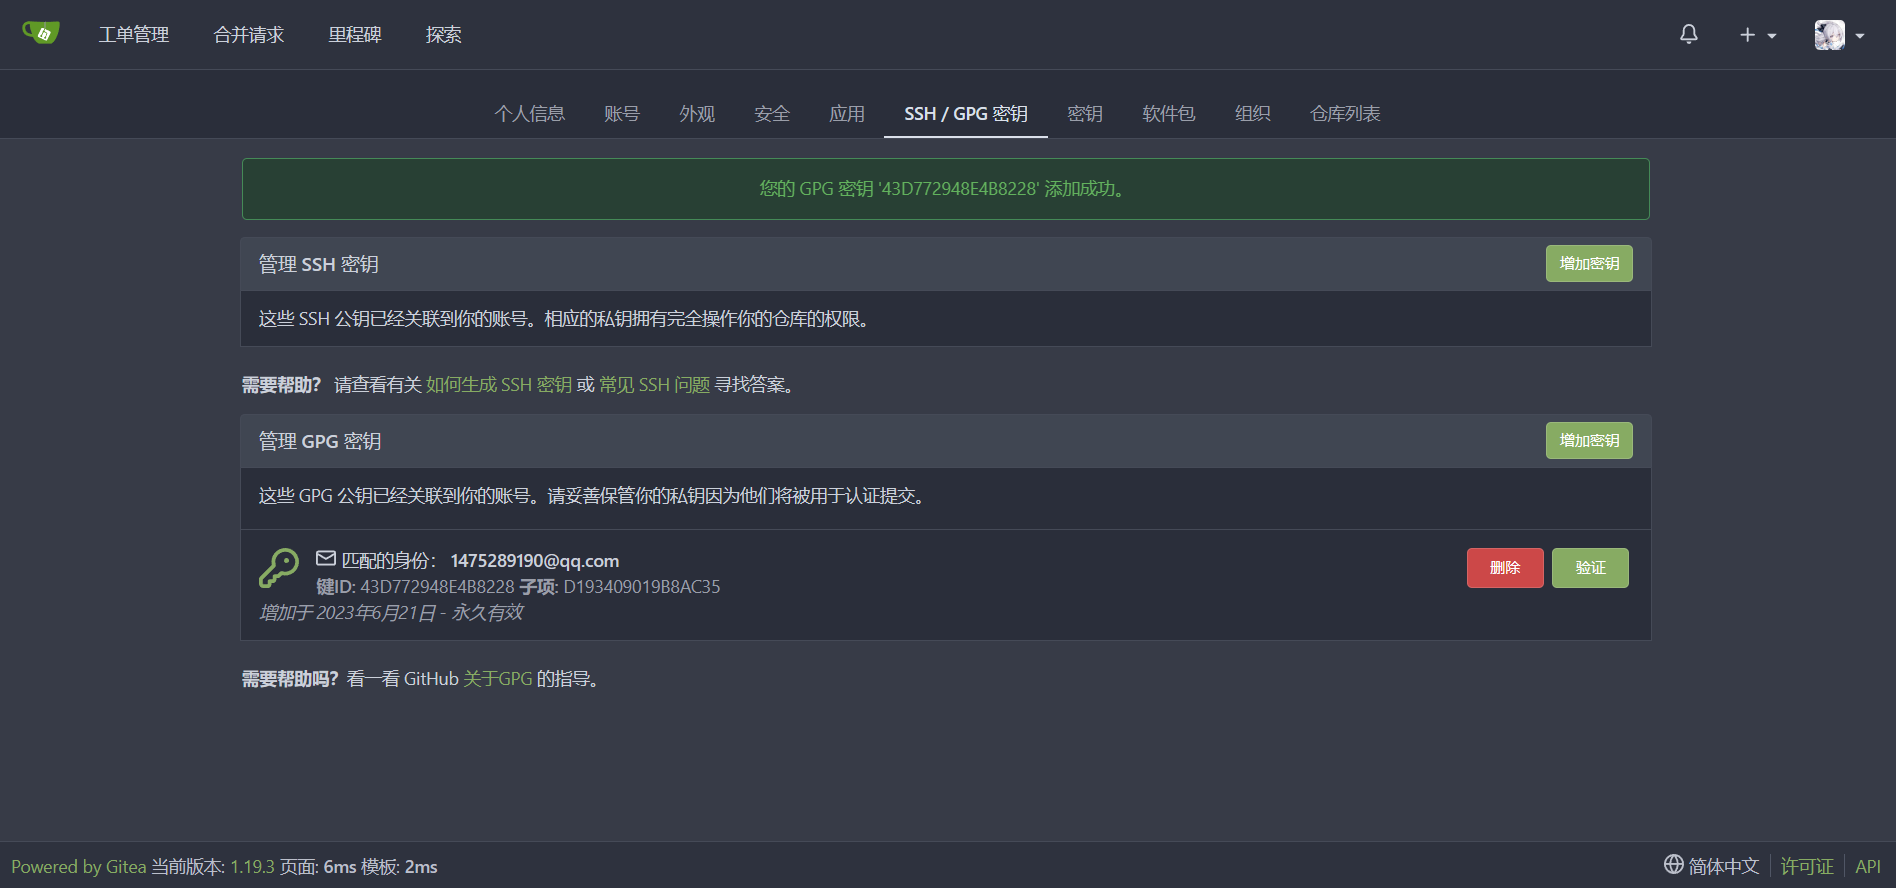 工单管理 合并请求 里程碑 探索
个人信息 账号 外观 安全 应用 SSH / GPG 密钥 密钥 软件包 组织 仓库列表
您的 GPG 密钥 '43D772948E4B8228' 添加成功。
管理 SSH 密钥 增加密钥
这些 SSH 公钥已经关联到你的账号。相应的私钥拥有完全操作你的仓库的权限。
需要帮助? 请查看有关 如何生成 SSH 密钥 或 常见 SSH 问题 寻找答案。
管理 GPG 密钥 增加密钥
这些 GPG 公钥已经关联到你的账号。请妥善保管你的私钥因为他们将被用于认证提交。
匹配的身份： 1475289190@qq.com 删除 验证
键ID: 43D772948E4B8228 子项: D193409019B8AC35
增加于 2023年6月21日 - 永久有效
需要帮助吗? 看一看 GitHub 关于GPG 的指导。
Powered by Gitea 当前版本: 1.19.3 页面: 6ms 模板: 2ms 简体中文 许可证 API